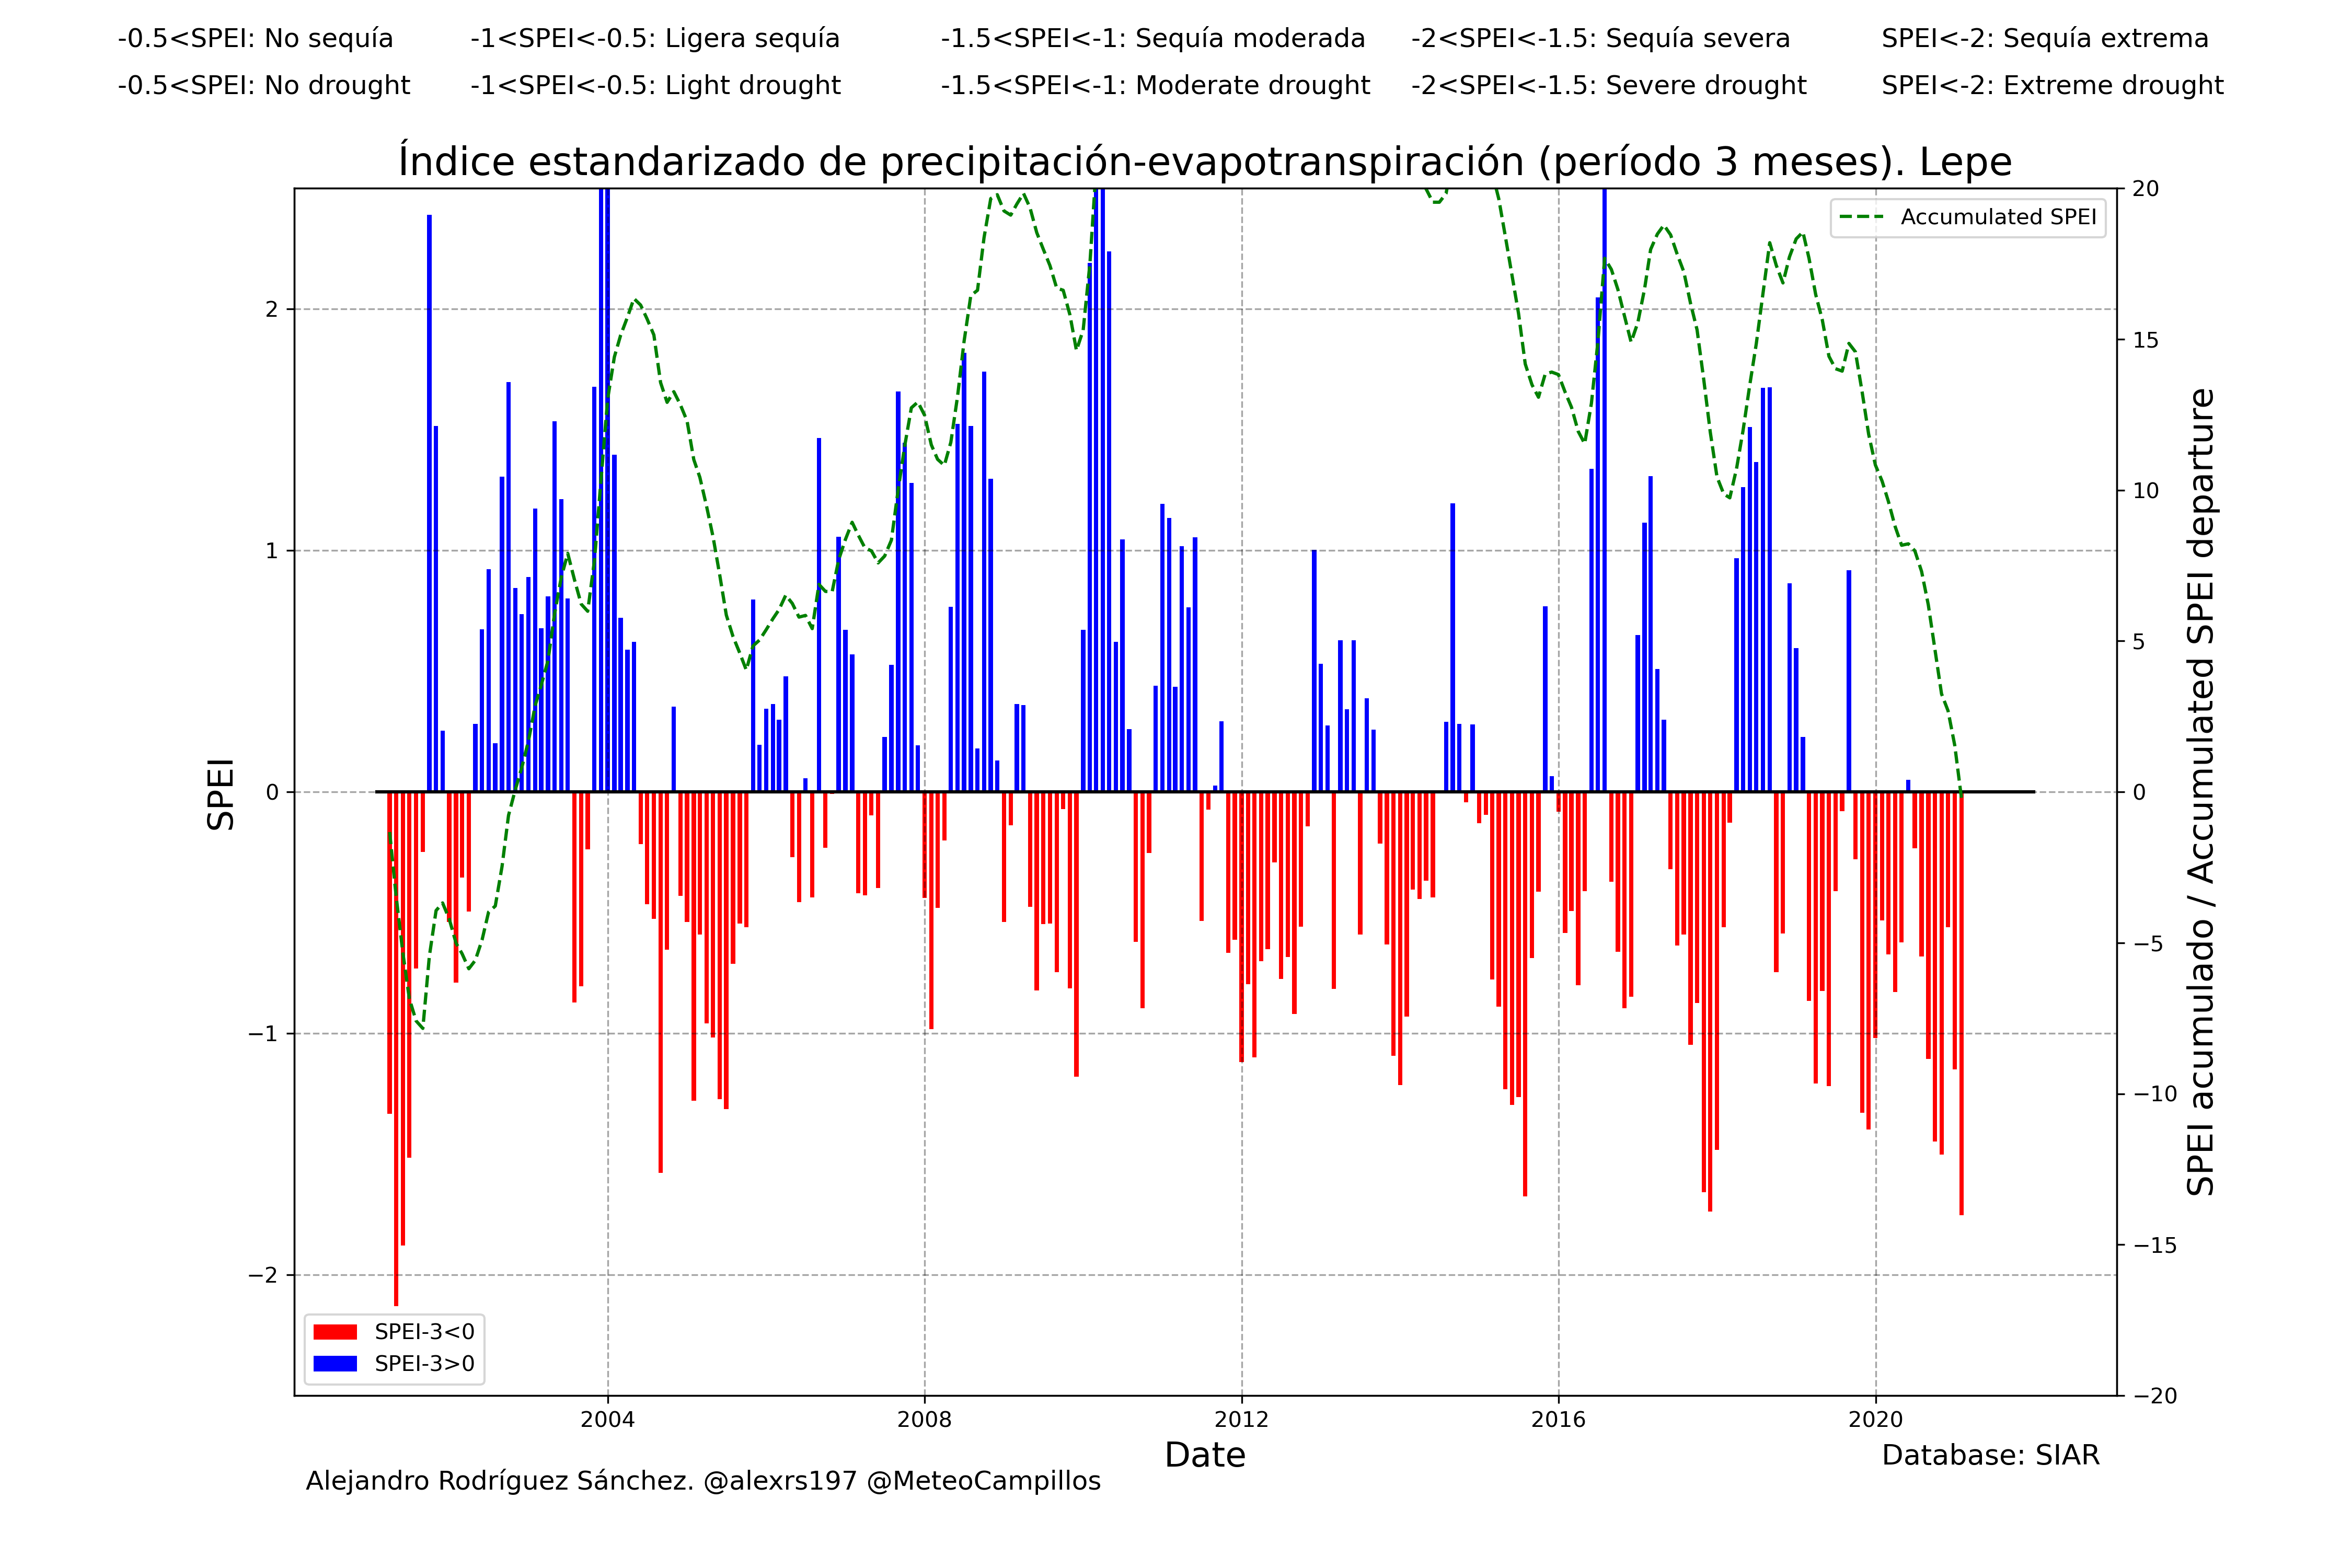 -0.5<SPEI: No sequía -1<SPEI<-0.5: Ligera sequía -1.5<SPEI<-1: Sequía moderada -2<SPEI<-1.5: Sequía severa SPEI<-2: Sequía extrema
-0.5<SPEI: No drought -1<SPEI<-0.5: Light drought -1.5<SPEI<-1: Moderate drought -2<SPEI<-1.5: Severe drought SPEI<-2: Extreme drought
Índice estandarizado de precipitación-evapotranspiración (período 3 meses). Lepe
Accumulated SPEI
SPEI
2
1
0
−1
−2
20
15
10
5
0
−5
−10
−15
−20
SPEI acumulado / Accumulated SPEI departure
SPEI-3<0
SPEI-3>0
2004 2008 2012 2016 2020
Date
Database: SIAR
Alejandro Rodríguez Sánchez. @alexrs197 @MeteoCampillos